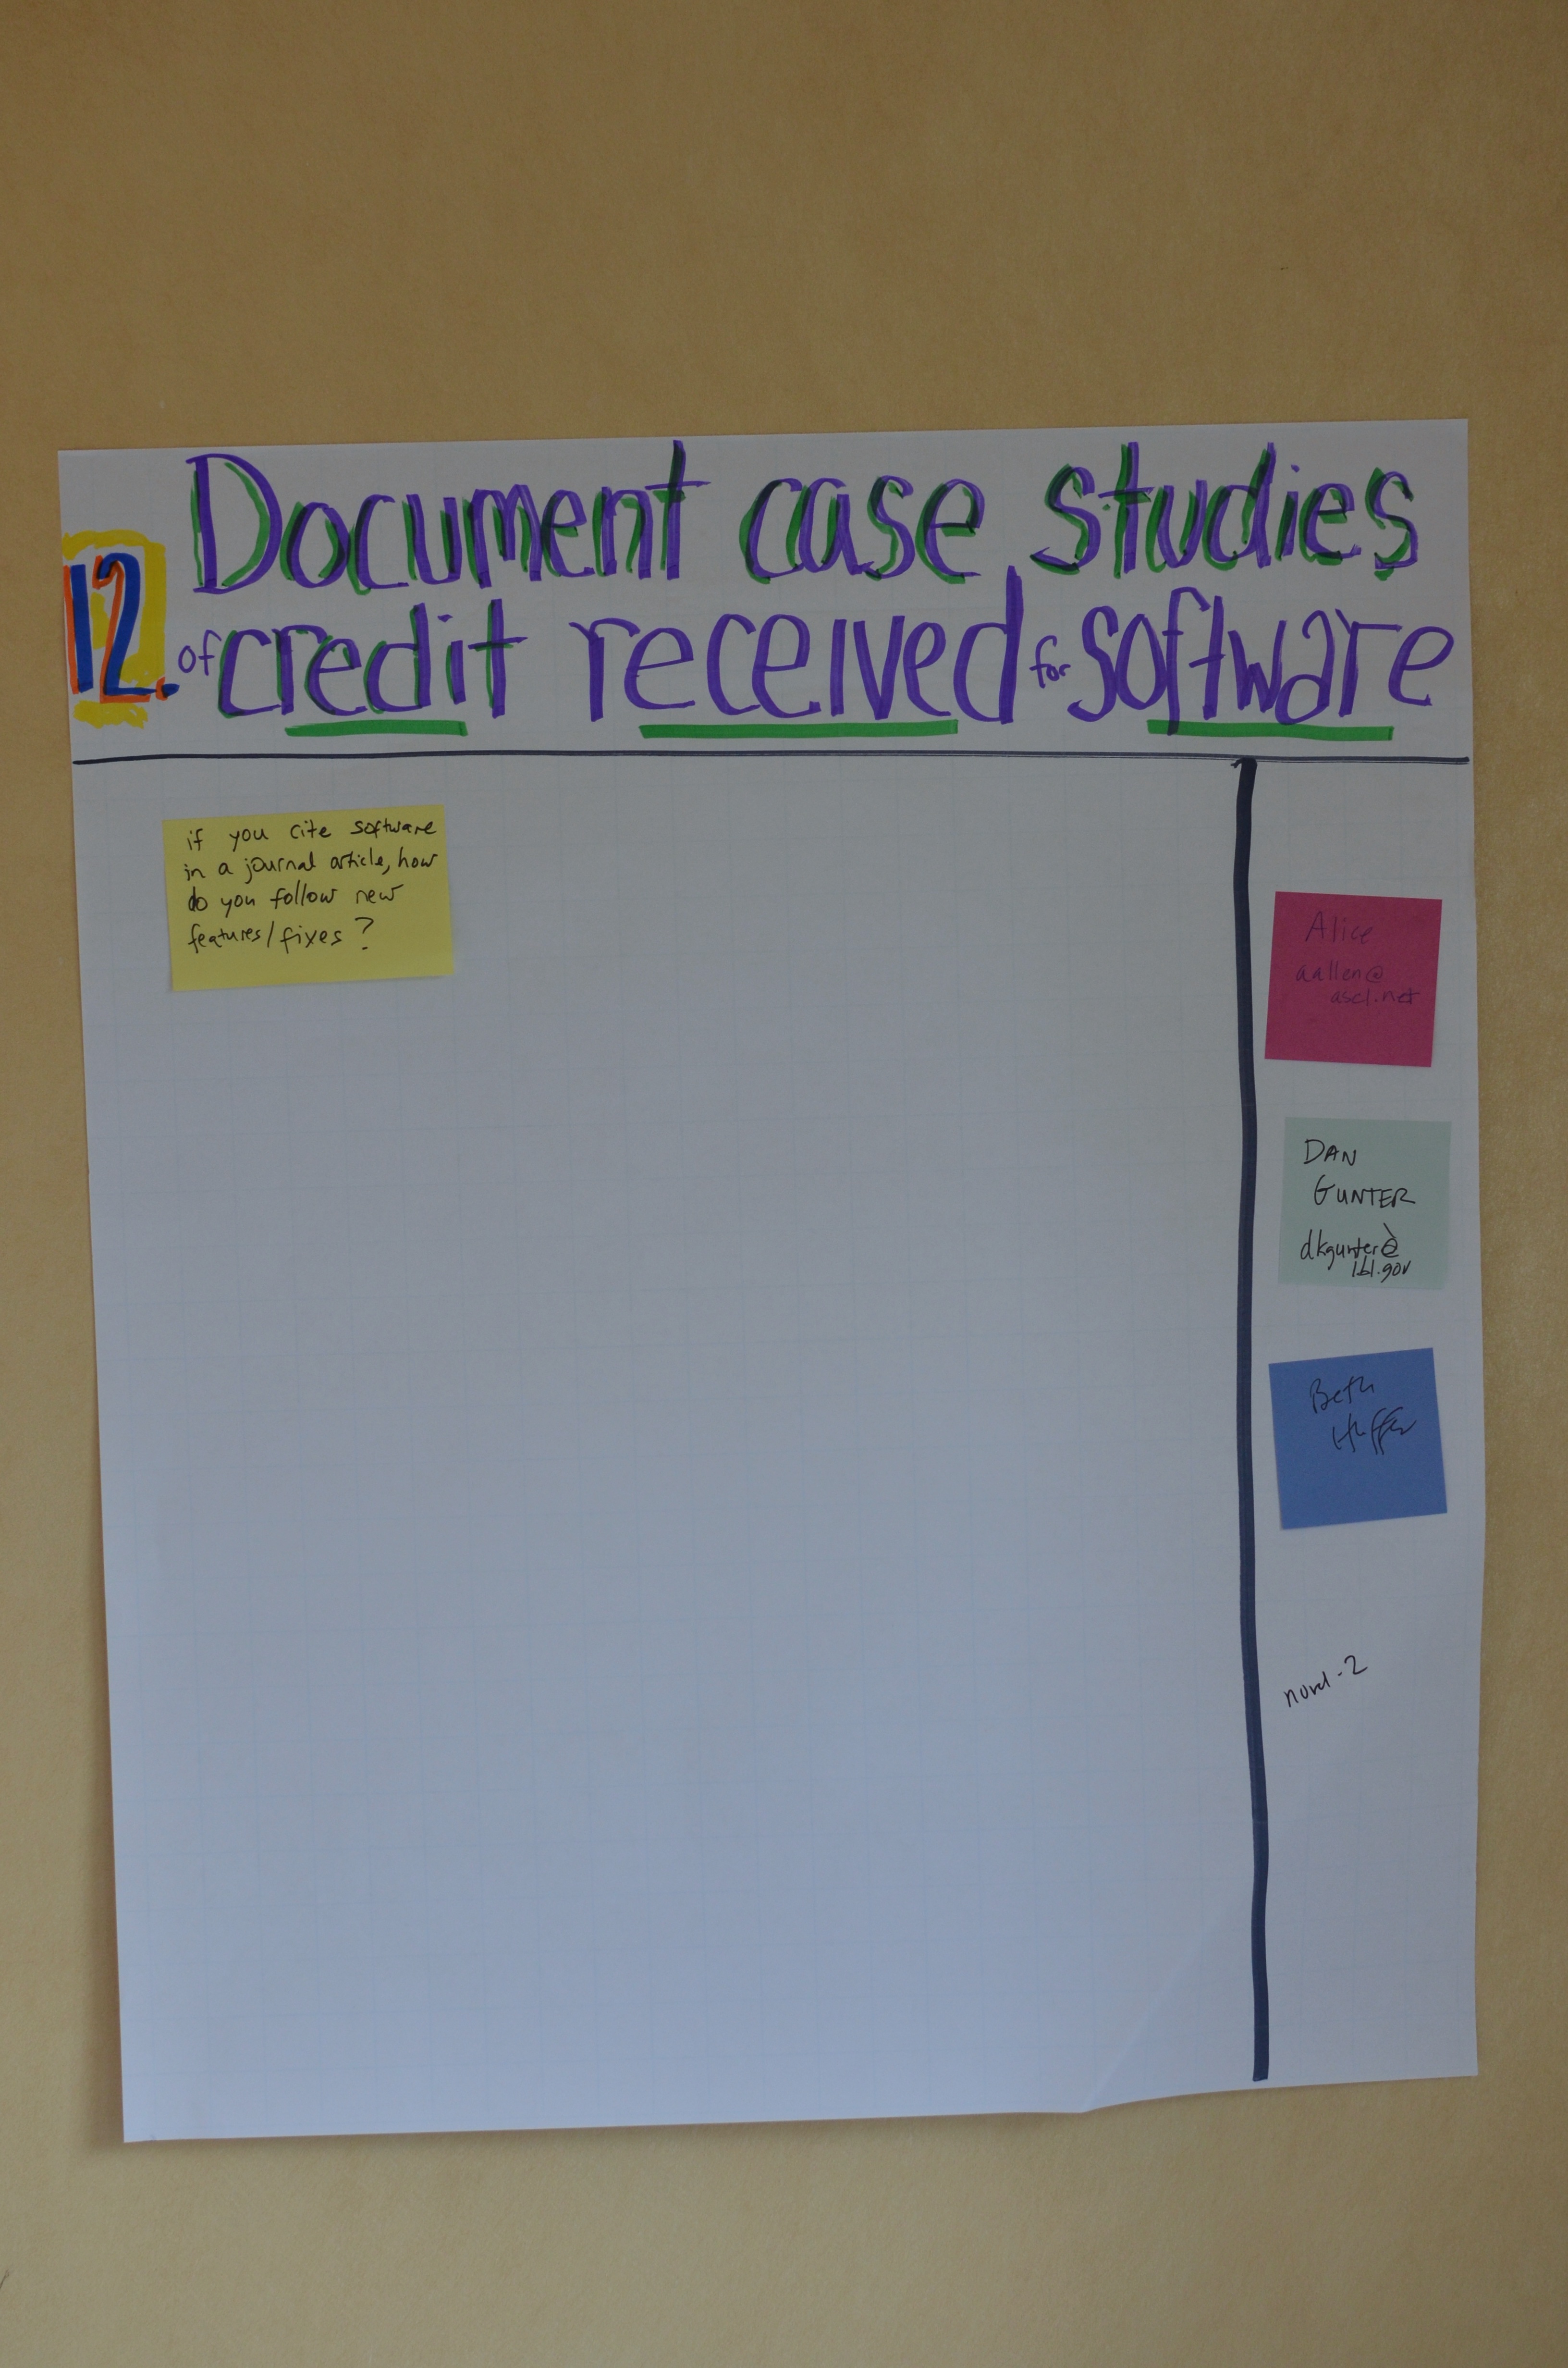 12. Document case studies
of credit received for software
if you cite software
in a journal article, how
do you follow new
features/fixes?
Alice
aallen@
ascl.net
DAN
GUNTER
dkgunter@
lbl.gov
Beth
Huffer
-2